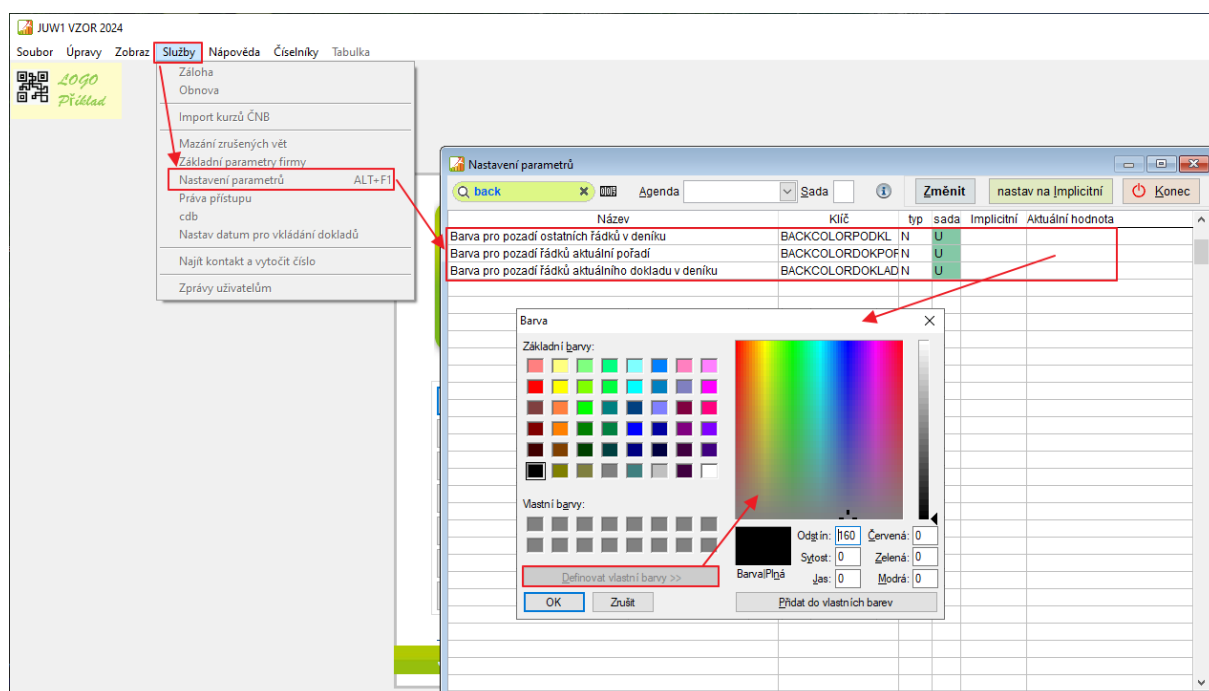 JUW1 VZOR 2024
Soubor Úpravy Zobraz Služby Nápověda Číselníky Tabulka
LOGO
Příklad
Záloha
Obnova
Import kurzů ČNB
Mazání zrušených vět
Základní parametry firmy
Nastavení parametrů ALT+F1
Práva přístupu
cdb
Nastav datum pro vkládání dokladů
Najít kontakt a vytočit číslo
Zprávy uživatelům
Nastavení parametrů
back Agenda Sada Změnit nastav na Implicitní Konec
Název Klíč typ sada Implicitní Aktuální hodnota
Barva pro pozadí ostatních řádků v deníku BACKCOLORPODKL N U
Barva pro pozadí řádků aktuální pořadí BACKCOLORDOKPOF N U
Barva pro pozadí řádků aktuálního dokladu v deníku BACKCOLORDOKLAD N U
Barva
Základní barvy:
Vlastní barvy:
Definovat vlastní barvy >>
OK Zrušit
Barva|Plná
Odstín: 160 Červená: 0
Sytost: 0 Zelená: 0
Jas: 0 Modrá: 0
Přidat do vlastních barev